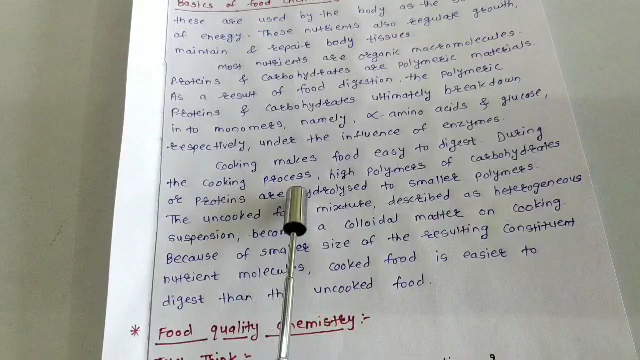 Basics of food
these are used by the body as the
of energy. These nutrients also regulate growth,
maintain & repair body tissues.
most nutrients are organic macromolecules.
Proteins & carbohydrates are polymeric materials.
As a result of food digestion, the polymeric
Proteins & carbohydrates ultimately breakdown
in to monomers, namely, α-amino acids & glucose,
respectively, under the influence of enzymes.
Cooking makes food easy to digest. During
the cooking process, high polymers of carbohydrates
or proteins are hydrolysed to smaller polymers.
The uncooked mixture, described as heterogeneous
suspension, a colloidal matter on cooking.
Because of smaller size of the resulting constituent
nutrient molecules, cooked food is easier to
digest than the uncooked food.
* Food quality chemistry:-